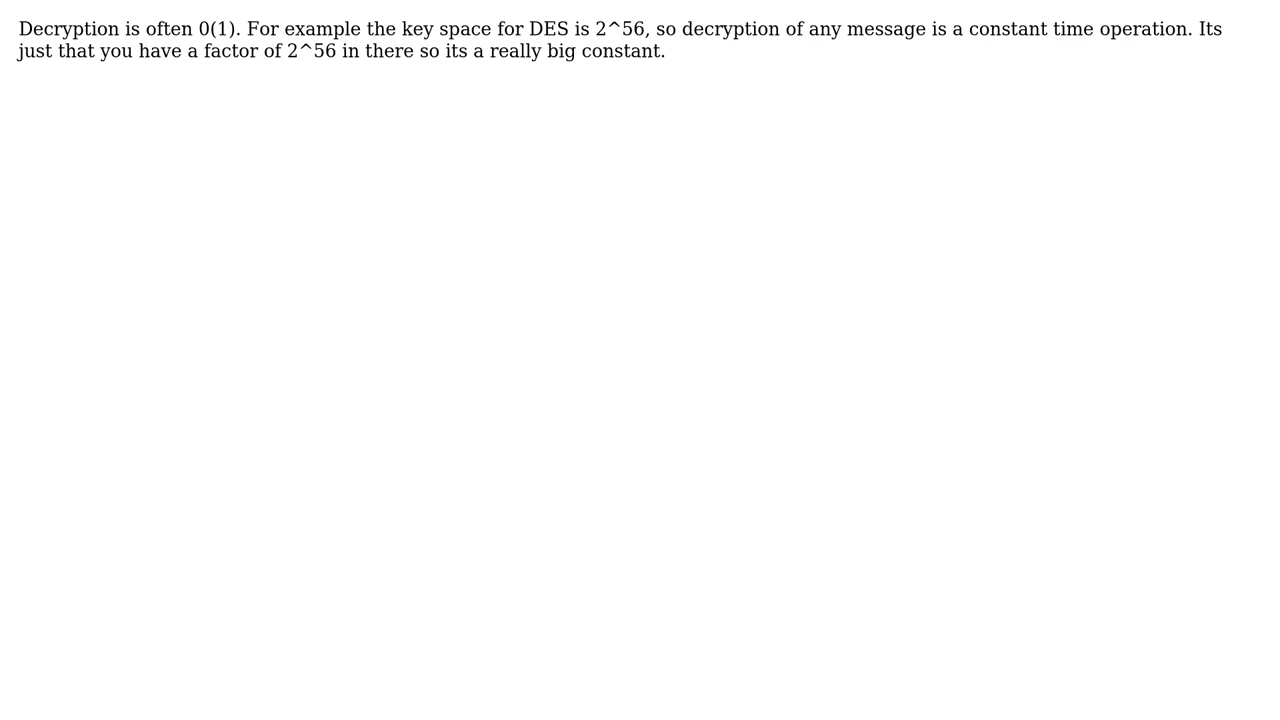 Decryption is often 0(1). For example the key space for DES is 2^56, so decryption of any message is a constant time operation. Its
just that you have a factor of 2^56 in there so its a really big constant.